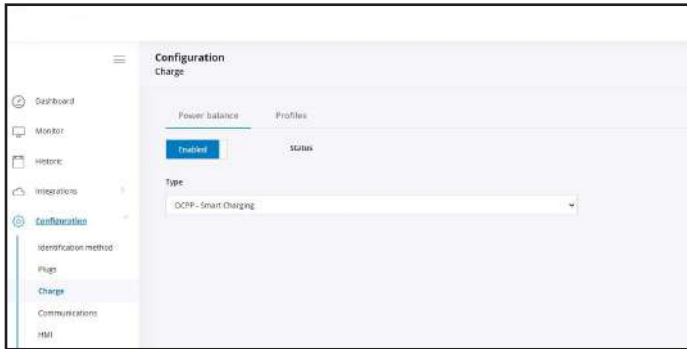 Configuration
Charge
Dashboard
Monitor
Historic
Integrations
Configuration
Identification method
Plugs
Charge
Communications
HMI
Power balance
Profiles
Enabled
Status
Type
OCPP - Smart Charging